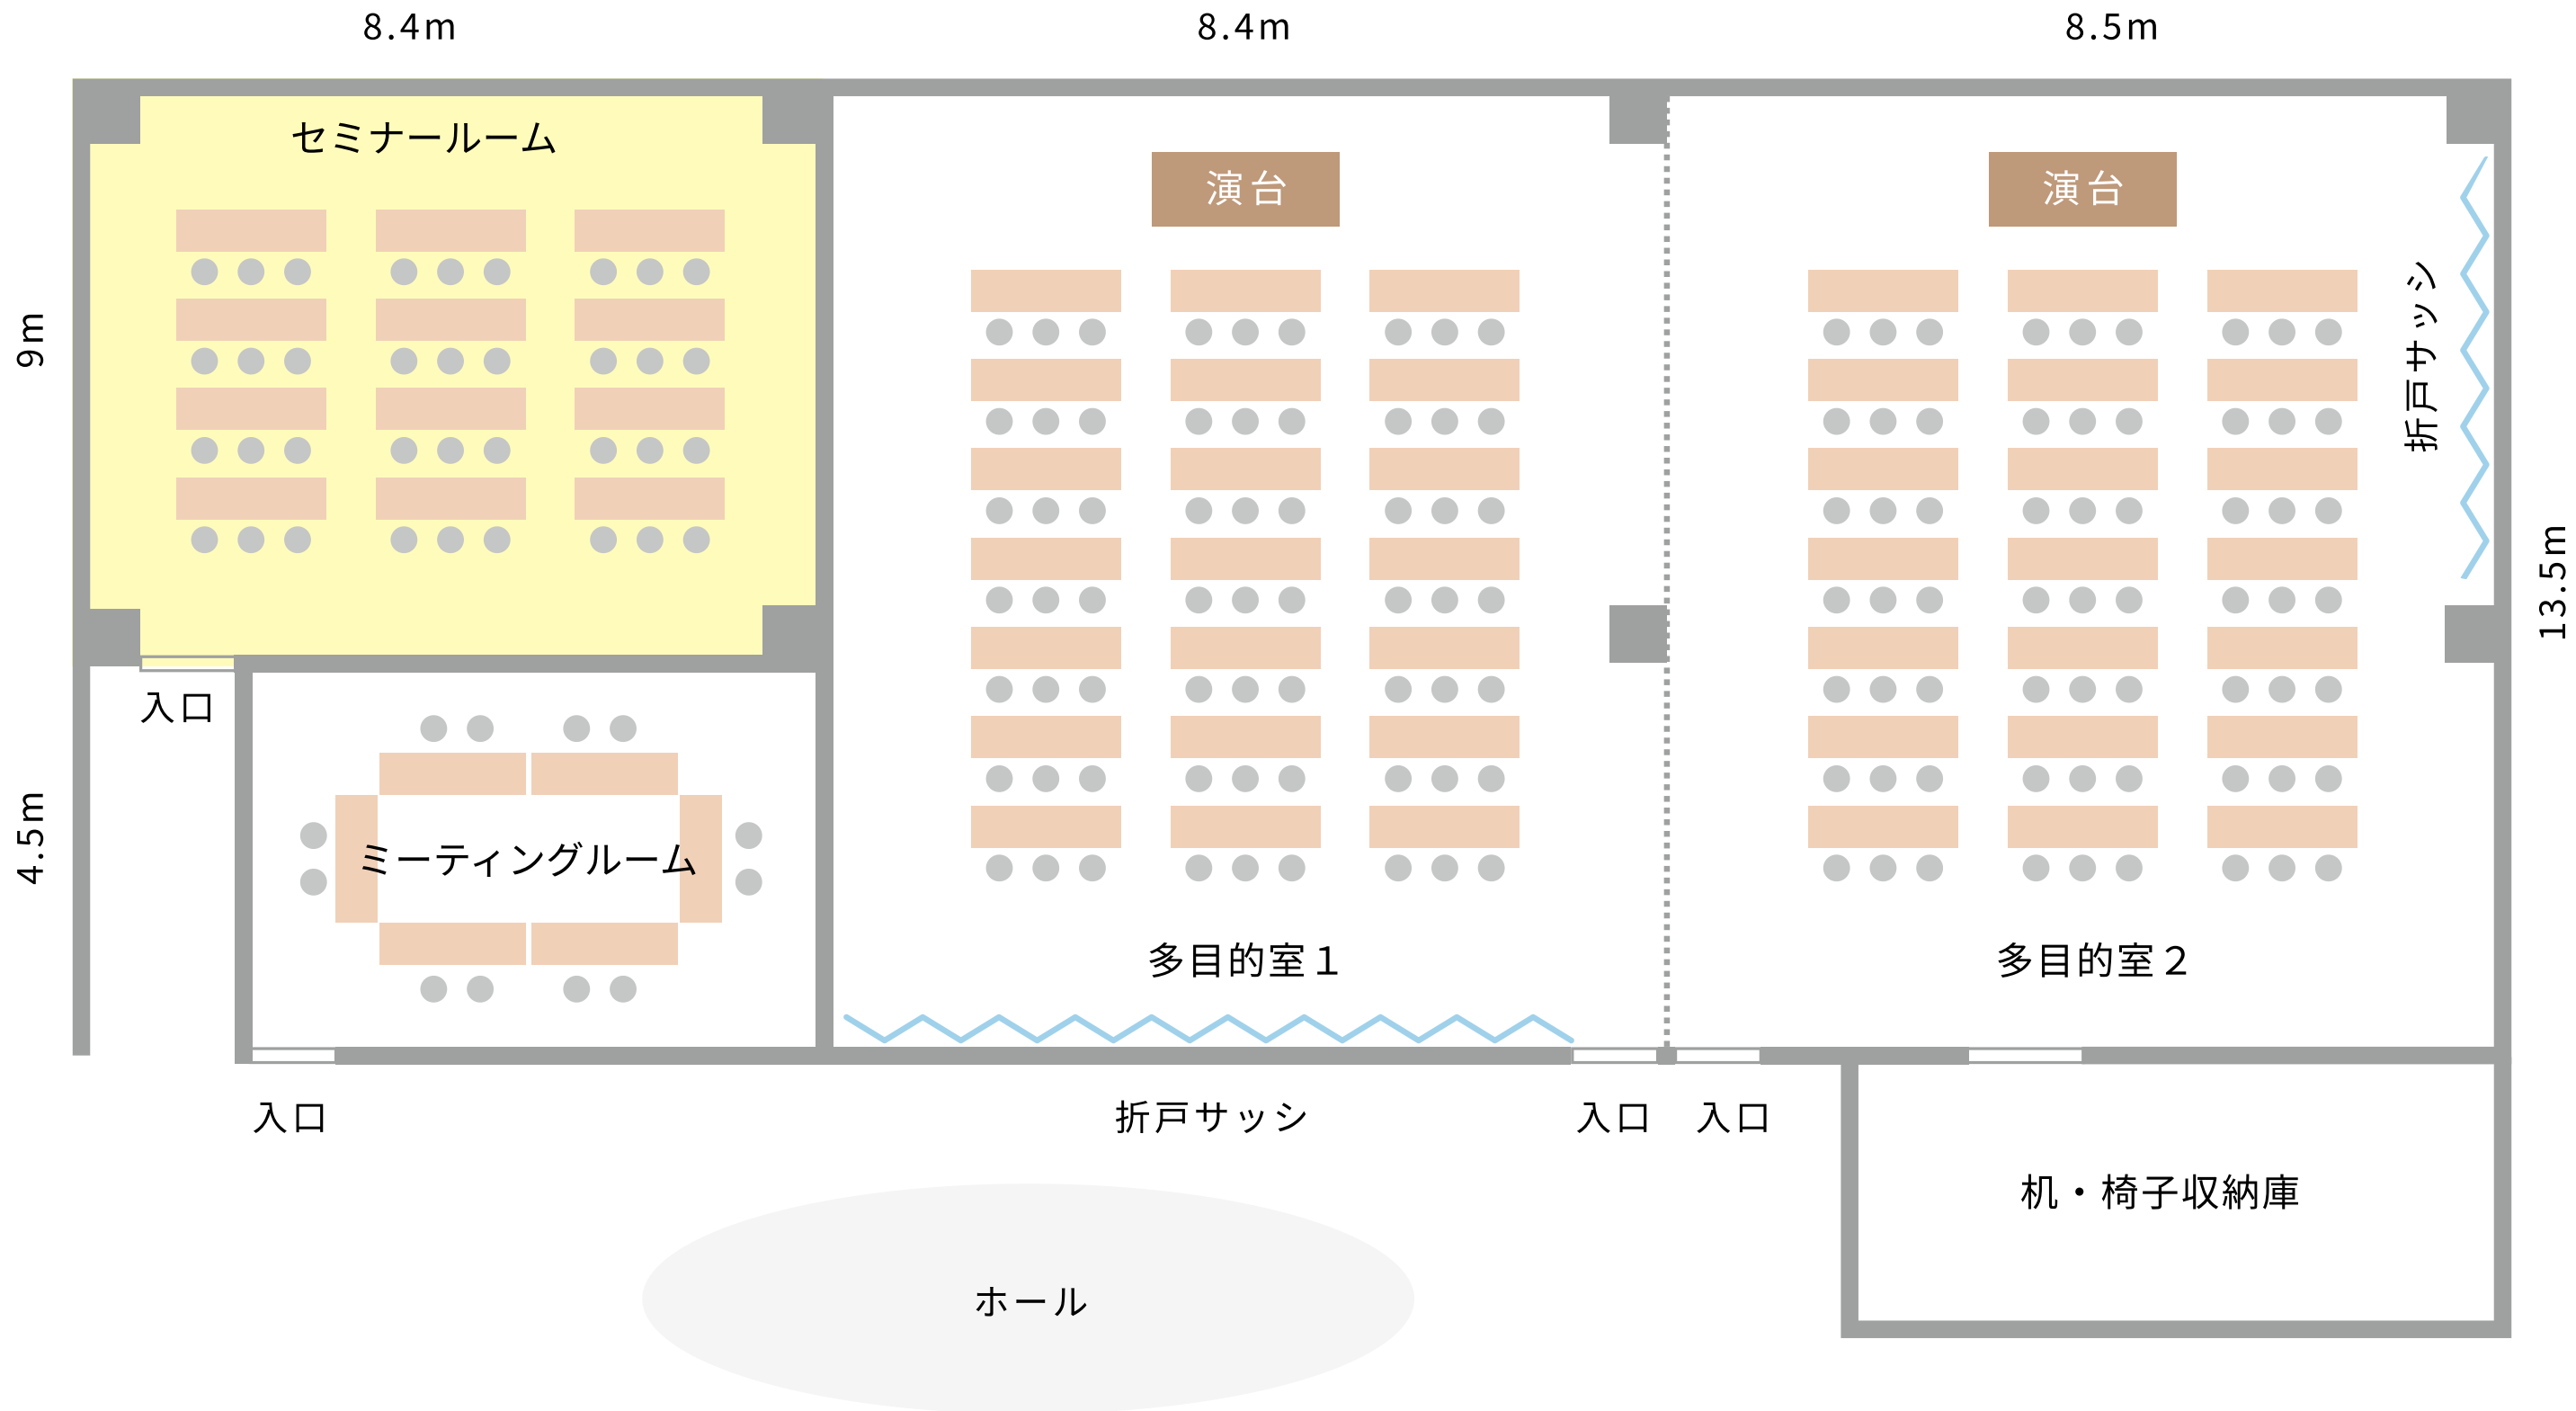 8.4m
8.4m
8.5m
セミナールーム
演台
演台
9m
折戸サッシ
13.5m
入口
4.5m
ミーティングルーム
多目的室１
多目的室２
入口
折戸サッシ
入口
入口
机・椅子収納庫
ホール